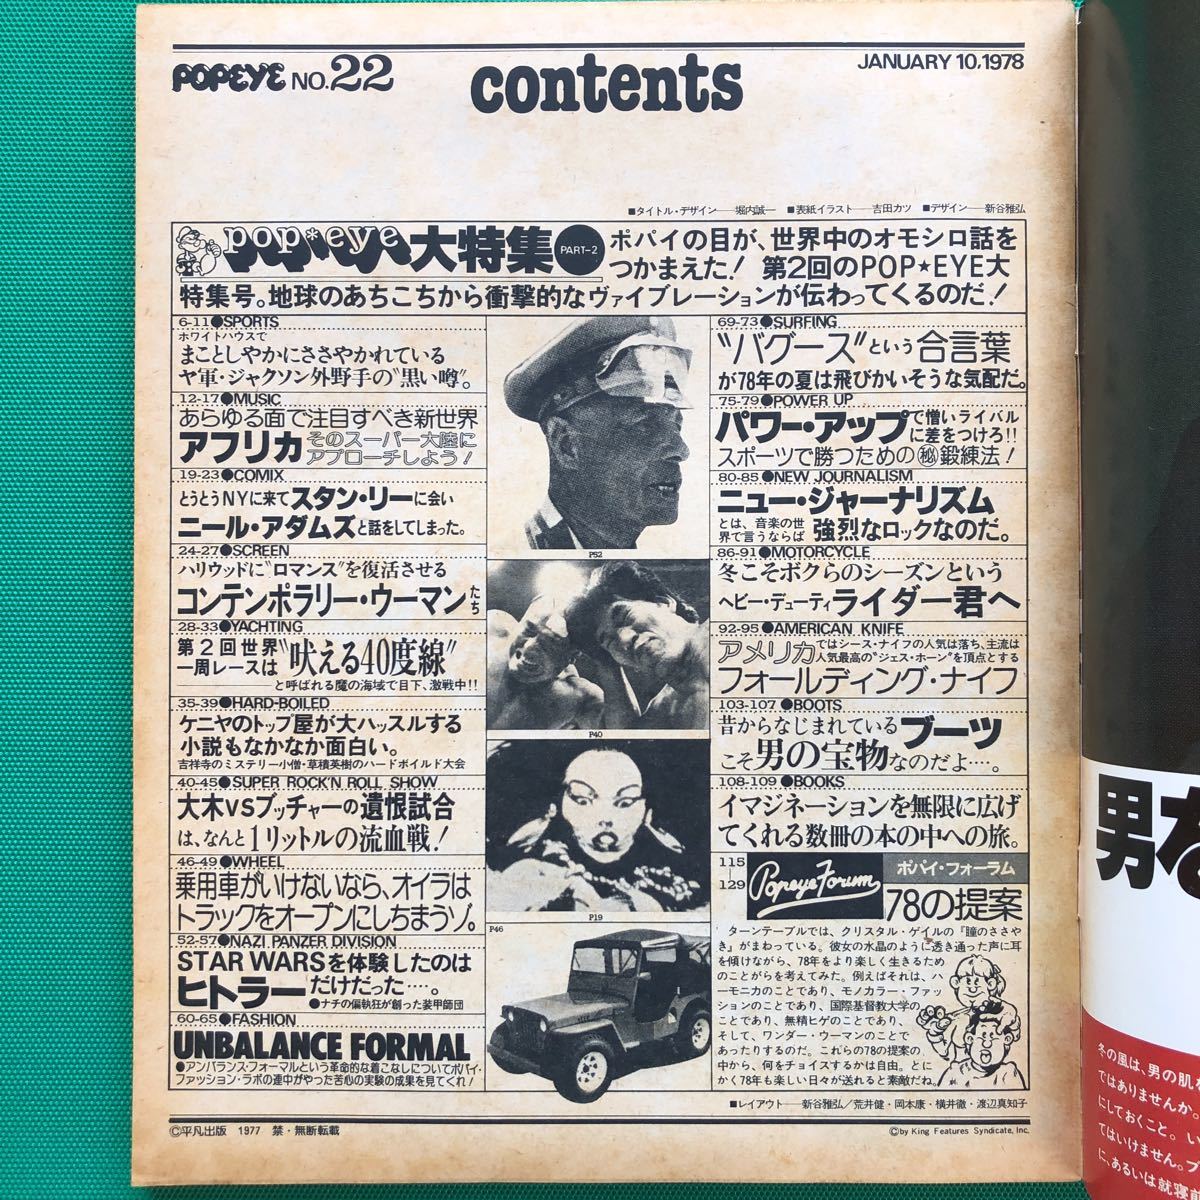 POPEYE NO.22
contents
JANUARY 10,1978
■タイトル・デザイン──堀内誠一 ■表紙イラスト──吉田カツ ■デザイン──新谷雅弘
pop*eye大特集 PART-2
ポパイの目が、世界中のオモシロ話を
つかまえた! 第2回のPOP★EYE大
特集号。地球のあちこちから衝撃的なヴァイブレーションが伝わってくるのだ!
6-11●SPORTS
ホワイトハウスで
まことしやかにささやかれている
ヤ軍・ジャクソン外野手の"黒い噂"。
12-17●MUSIC
あらゆる面で注目すべき新世界
アフリカ そのスーパー大陸に
アプローチしよう!
19-23●COMIX
とうとうNYに来てスタン・リーに会い
ニール・アダムズと話をしてしまった。
24-27●SCREEN
ハリウッドに"ロマンス"を復活させる
コンテンポラリー・ウーマンたち
28-33●YACHTING
第2回世界
一周レースは"吠える40度線"
と呼ばれる魔の海域で目下、激戦中!!
35-39●HARD-BOILED
ケニヤのトップ屋が大ハッスルする
小説もなかなか面白い。
吉祥寺のミステリー小僧・草積英樹のハードボイルド大会
40-45●SUPER ROCK'N ROLL SHOW
大木VSブッチャーの遺恨試合
は、なんと1リットルの流血戦!
46-49●WHEEL
乗用車がいけないなら、オイラは
トラックをオープンにしちまうゾ。
52-57●NAZI PANZER DIVISION
STAR WARSを体験したのは
ヒトラーだけだった‥‥。
●ナチの偏執狂が創った装甲師団
60-65●FASHION
UNBALANCE FORMAL
●アンバランス・フォーマルという革命的な着こなしについてポパイ・
ファッション・ラボの連中がやった苦心の実験の成果を見てくれ!
P52
P40
P19
P46
69-73●SURFING
"バグース"という合言葉
が78年の夏は飛びかいそうな気配だ。
75-79●POWER UP
パワー・アップで憎いライバル
に差をつけろ!!
スポーツで勝つための㊙鍛練法!
80-85●NEW JOURNALISM
ニュー・ジャーナリズム
とは、音楽の世
界で言うならば 強烈なロックなのだ。
86-91●MOTORCYCLE
冬こそボクらのシーズンという
ヘビー・デューティライダー君へ
92-95●AMERICAN KNIFE
アメリカではシース・ナイフの人気は落ち、主流は
人気最高の"ジェス・ホーン"を頂点とする
フォールディング・ナイフ
103-107●BOOTS
昔からなじまれているブーツ
こそ男の宝物なのだよ‥‥。
108-109●BOOKS
イマジネーションを無限に広げ
てくれる数冊の本の中への旅。
115
|
129
Popeye Forum
ポパイ・フォーラム
78の提案
ターンテーブルでは、クリスタル・ゲイルの『瞳のささや
き』がまわっている。彼女の水晶のように透き通った声に耳
を傾けながら、78年をより楽しく生きるため
のことがらを考えてみた。例えばそれは、ハ
ーモニカのことであり、モノカラー・ファッ
ションのことであり、国際基督教大学の
ことであり、無精ヒゲのことであり、
そして、ワンダー・ウーマンのことで
あったりするのだ。これらの78の提案の
中から、何をチョイスするかは自由。とに
かく78年も楽しい日々が送れると素敵だね。
■レイアウト──新谷雅弘/荒井健・岡本康・横井徹・渡辺真知子
©平凡出版 1977 禁・無断転載
©by King Features Syndicate, Inc.
男な
冬の風は、男の肌を
ではありませんか。
にしておくこと。い
てはいけません。ブ
に、あるいは就寝前